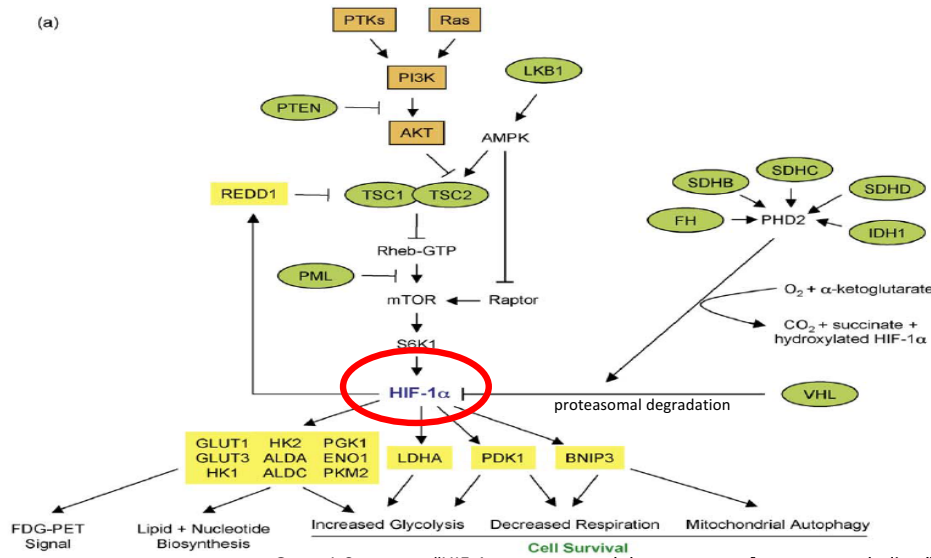 (a)
PTKs
Ras
PI3K
LKB1
PTEN
AKT
AMPK
REDD1
TSC1
TSC2
SDHB
SDHC
SDHD
FH
PHD2
IDH1
Rheb-GTP
PML
mTOR
Raptor
O₂ + α-ketoglutarate
CO₂ + succinate +
hydroxylated HIF-1α
S6K1
HIF-1α
proteasomal degradation
VHL
GLUT1 HK2 PGK1
GLUT3 ALDA ENO1
HK1 ALDC PKM2
LDHA
PDK1
BNIP3
FDG-PET
Signal
Lipid + Nucleotide
Biosynthesis
Increased Glycolysis
Decreased Respiration
Mitochondrial Autophagy
Cell Survival